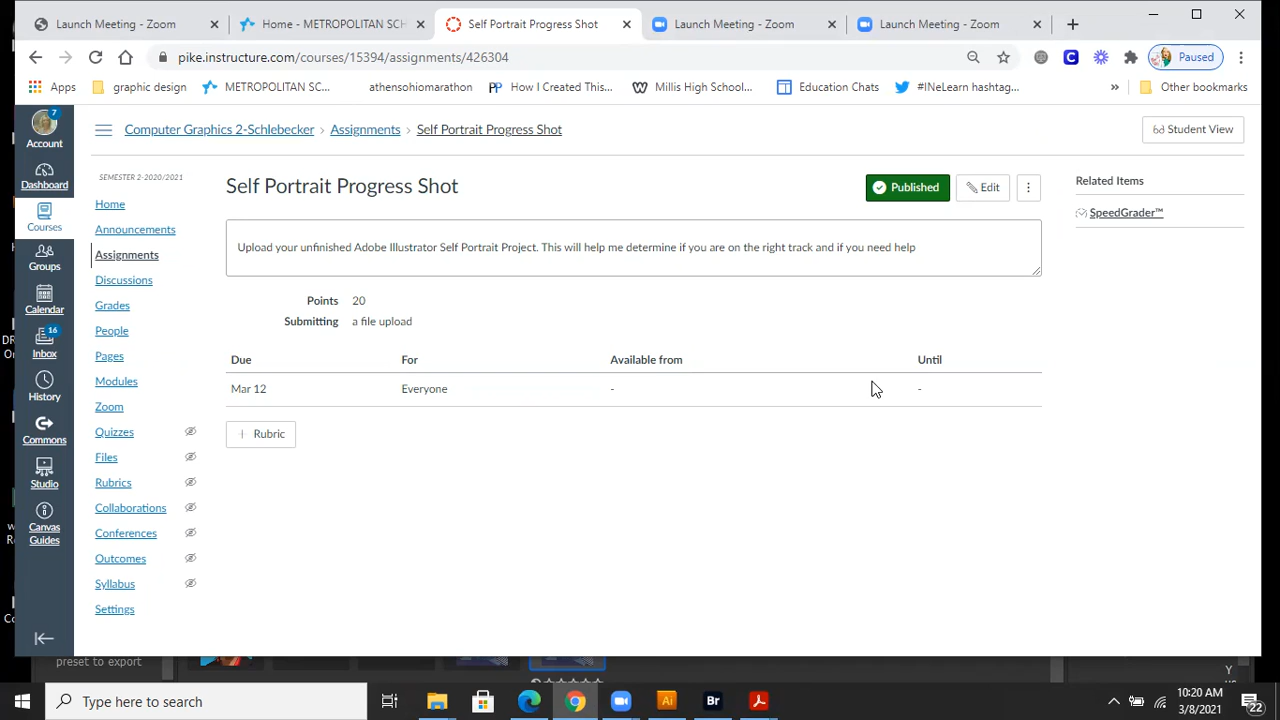 Launch Meeting - Zoom
Home - METROPOLITAN SCH
Self Portrait Progress Shot
Launch Meeting - Zoom
Launch Meeting - Zoom
pike.instructure.com/courses/15394/assignments/426304
Paused
Apps
graphic design
METROPOLITAN SC...
athensohiomarathon
How I Created This...
Millis High School...
Education Chats
#INeLearn hashtag...
»
Other bookmarks
7
Account
Dashboard
Courses
Groups
Calendar
16
Inbox
History
Commons
Studio
Canvas
Guides
Computer Graphics 2-Schlebecker › Assignments › Self Portrait Progress Shot
Student View
SEMESTER 2-2020/2021
Home
Announcements
Assignments
Discussions
Grades
People
Pages
Modules
Zoom
Quizzes
Files
Rubrics
Collaborations
Conferences
Outcomes
Syllabus
Settings
Self Portrait Progress Shot
Published
Edit
Upload your unfinished Adobe Illustrator Self Portrait Project. This will help me determine if you are on the right track and if you need help
Points 20
Submitting a file upload
Due For Available from Until
Mar 12 Everyone - -
+ Rubric
Related Items
SpeedGrader™
preset to export
Type here to search
Ai
Br
10:20 AM
3/8/2021
22